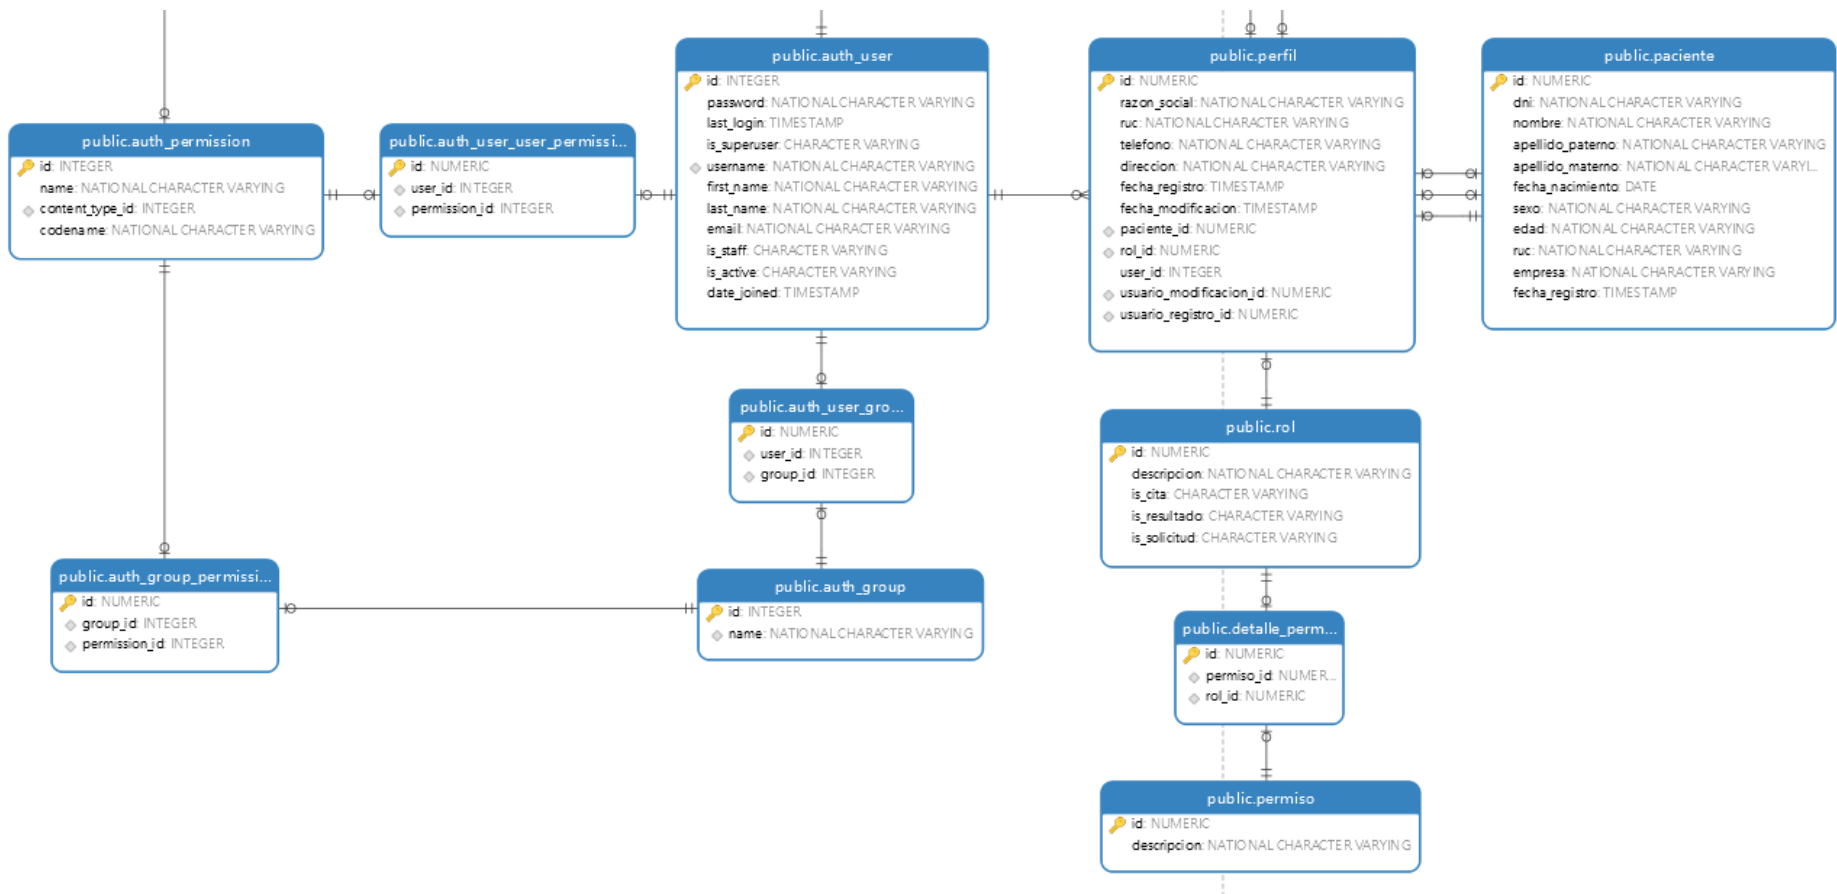 public.auth_permission
id: INTEGER
name: NATIONAL CHARACTER VARYING
content_type_id: INTEGER
codename: NATIONAL CHARACTER VARYING
public.auth_user_user_permissi...
id: NUMERIC
user_id: INTEGER
permission_id: INTEGER
public.auth_user
id: INTEGER
password: NATIONAL CHARACTER VARYING
last_login: TIMESTAMP
is_superuser: CHARACTER VARYING
username: NATIONAL CHARACTER VARYING
first_name: NATIONAL CHARACTER VARYING
last_name: NATIONAL CHARACTER VARYING
email: NATIONAL CHARACTER VARYING
is_staff: CHARACTER VARYING
is_active: CHARACTER VARYING
date_joined: TIMESTAMP
public.perfil
id: NUMERIC
razon_social: NATIONAL CHARACTER VARYING
ruc: NATIONAL CHARACTER VARYING
telefono: NATIONAL CHARACTER VARYING
direccion: NATIONAL CHARACTER VARYING
fecha_registro: TIMESTAMP
fecha_modificacion: TIMESTAMP
paciente_id: NUMERIC
rol_id: NUMERIC
user_id: INTEGER
usuario_modificacion_id: NUMERIC
usuario_registro_id: NUMERIC
public.paciente
id: NUMERIC
dni: NATIONAL CHARACTER VARYING
nombre: NATIONAL CHARACTER VARYING
apellido_paterno: NATIONAL CHARACTER VARYING
apellido_materno: NATIONAL CHARACTER VARYI...
fecha_nacimiento: DATE
sexo: NATIONAL CHARACTER VARYING
edad: NATIONAL CHARACTER VARYING
ruc: NATIONAL CHARACTER VARYING
empresa: NATIONAL CHARACTER VARYING
fecha_registro: TIMESTAMP
public.auth_user_gro...
id: NUMERIC
user_id: INTEGER
group_id: INTEGER
public.rol
id: NUMERIC
descripcion: NATIONAL CHARACTER VARYING
is_cita: CHARACTER VARYING
is_resultado: CHARACTER VARYING
is_solicitud: CHARACTER VARYING
public.auth_group_permissi...
id: NUMERIC
group_id: INTEGER
permission_id: INTEGER
public.auth_group
id: INTEGER
name: NATIONAL CHARACTER VARYING
public.detalle_perm...
id: NUMERIC
permiso_id: NUMER...
rol_id: NUMERIC
public.permiso
id: NUMERIC
descripcion: NATIONAL CHARACTER VARYING